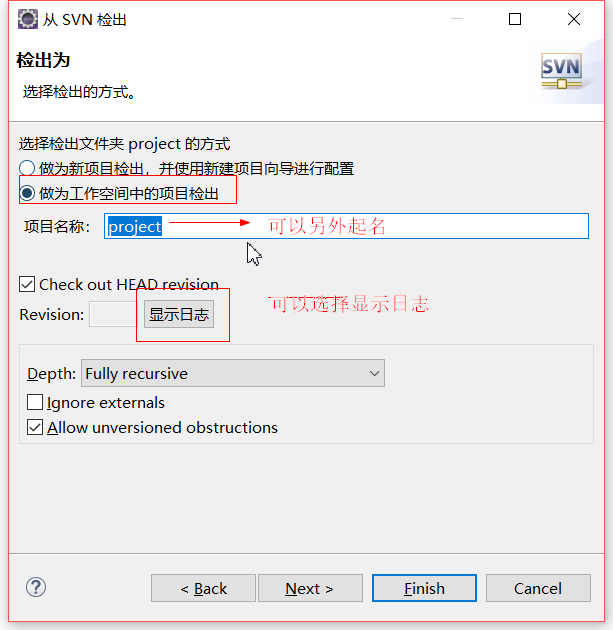 从 SVN 检出
检出为
选择检出的方式。
SVN
选择检出文件夹 project 的方式
做为新项目检出，并使用新建项目向导进行配置
做为工作空间中的项目检出
项目名称： project 可以另外起名
Check out HEAD revision
可以选择显示日志
Revision: 显示日志
Depth: Fully recursive
Ignore externals
Allow unversioned obstructions
? < Back Next > Finish Cancel